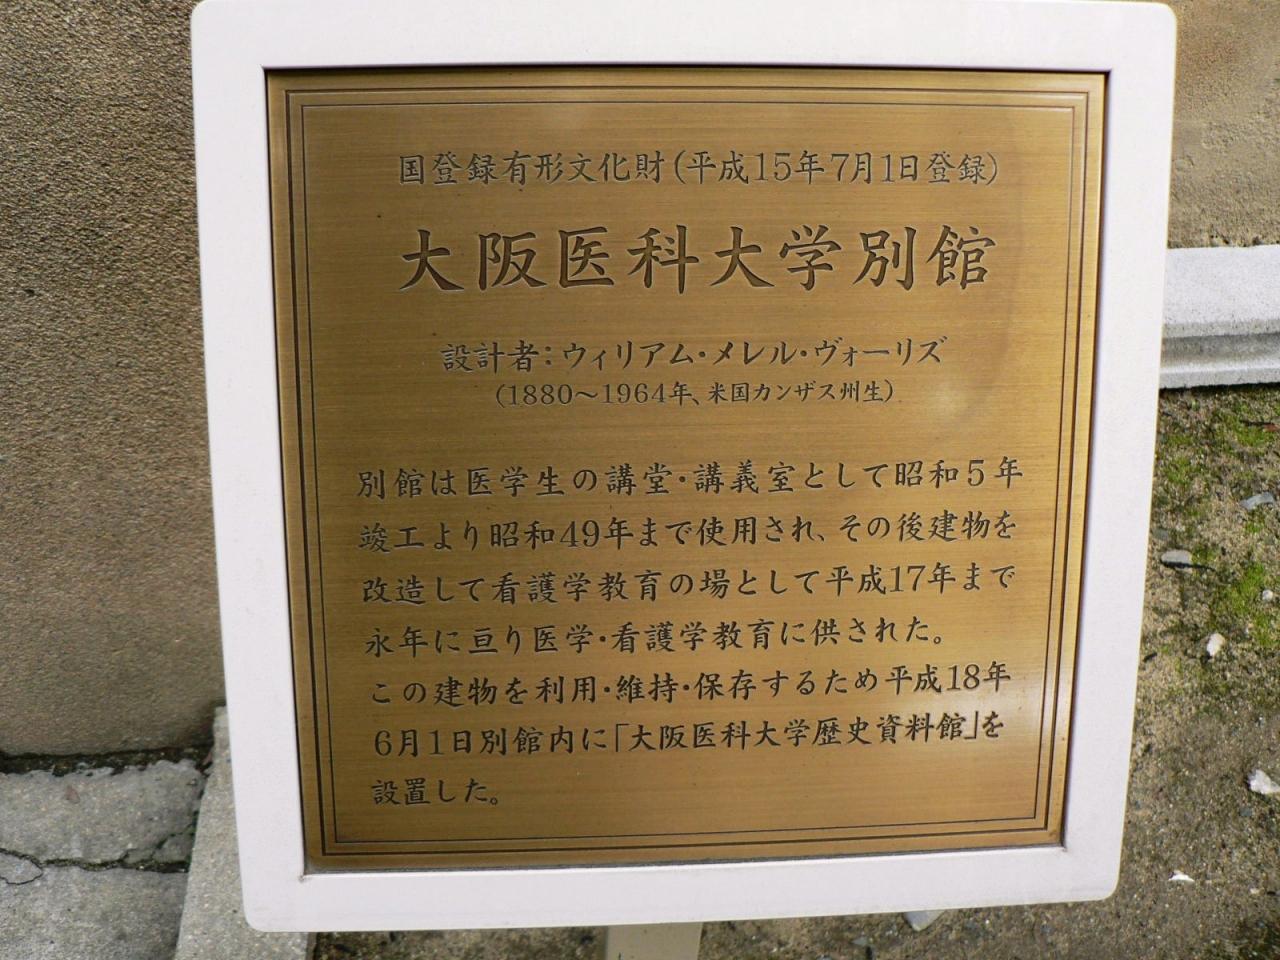 国登録有形文化財(平成15年7月1日登録)
大阪医科大学別館
設計者：ウィリアム・メレル・ヴォーリズ
(1880～1964年、米国カンザス州生)
別館は医学生の講堂・講義室として昭和5年
竣工より昭和49年まで使用され、その後建物を
改造して看護学教育の場として平成17年まで
永年に亘り医学・看護学教育に供された。
この建物を利用・維持・保存するため平成18年
6月1日別館内に「大阪医科大学歴史資料館」を
設置した。